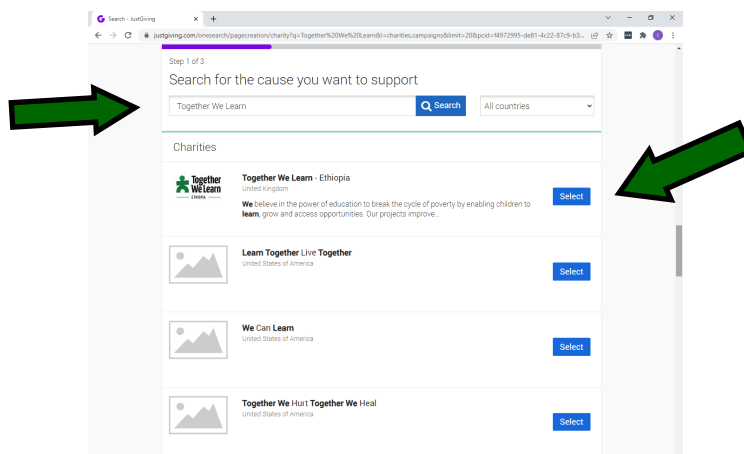 Search - JustGiving
justgiving.com/onesearch/pagecreation/charity?q=Together%20We%20Learn&i=charities.campaigns&limit=20&pcid=f4972995-de81-4c22-87c9-b3...
Step 1 of 3
Search for the cause you want to support
Together We Learn
Search
All countries
Charities
Together
We Learn
ETHIOPIA
Together We Learn - Ethiopia
United Kingdom
We believe in the power of education to break the cycle of poverty by enabling children to
learn, grow and access opportunities. Our projects improve...
Select
Learn Together Live Together
United States of America
Select
We Can Learn
United States of America
Select
Together We Hurt Together We Heal
United States of America
Select